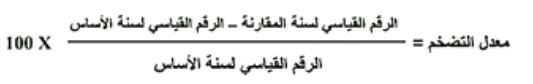 الرقم القياسي لسنة المقارنة – الرقم القياسي لسنة الأساس
معدل التضخم = 100 X
الرقم القياسي لسنة الأساس